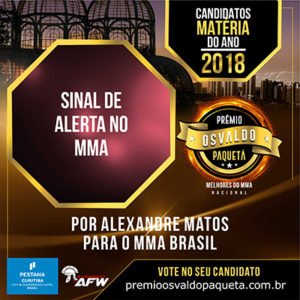 CANDIDATOS
MATÉRIA
DO ANO
2018
SINAL DE
ALERTA NO
MMA
PRÊMIO
OSVALDO
PAQUETÁ
MELHORES DO MMA
NACIONAL
POR ALEXANDRE MATOS
PARA O MMA BRASIL
PESTANA
CURITIBA
AFW
VOTE NO SEU CANDIDATO
premioosvaldopaqueta.com.br